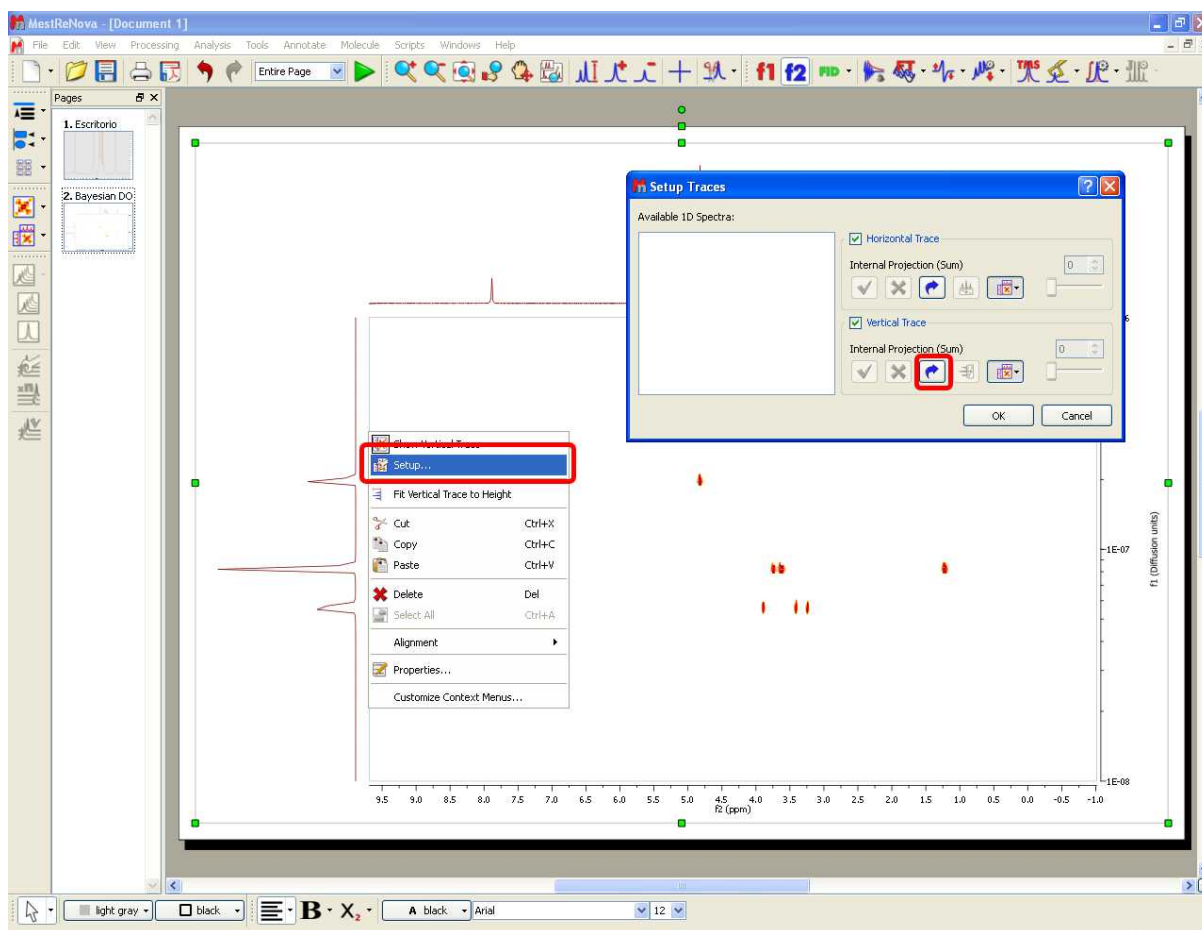 MestReNova - [Document 1]
File Edit View Processing Analysis Tools Annotate Molecule Scripts Windows Help
Entire Page
f1 f2 FID TMS
Pages
1. Escritorio
2. Bayesian DO
Setup Traces
Available 1D Spectra:
Horizontal Trace
Internal Projection (Sum)
0
Vertical Trace
Internal Projection (Sum)
0
OK Cancel
Setup...
Fit Vertical Trace to Height
Cut Ctrl+X
Copy Ctrl+C
Paste Ctrl+V
Delete Del
Select All Ctrl+A
Alignment
Properties...
Customize Context Menus...
1E-07
f1 (Diffusion units)
1E-08
9.5 9.0 8.5 8.0 7.5 7.0 6.5 6.0 5.5 5.0 4.5 4.0 3.5 3.0 2.5 2.0 1.5 1.0 0.5 0.0 -0.5 -1.0
f2 (ppm)
light gray black B X2 A black Arial 12